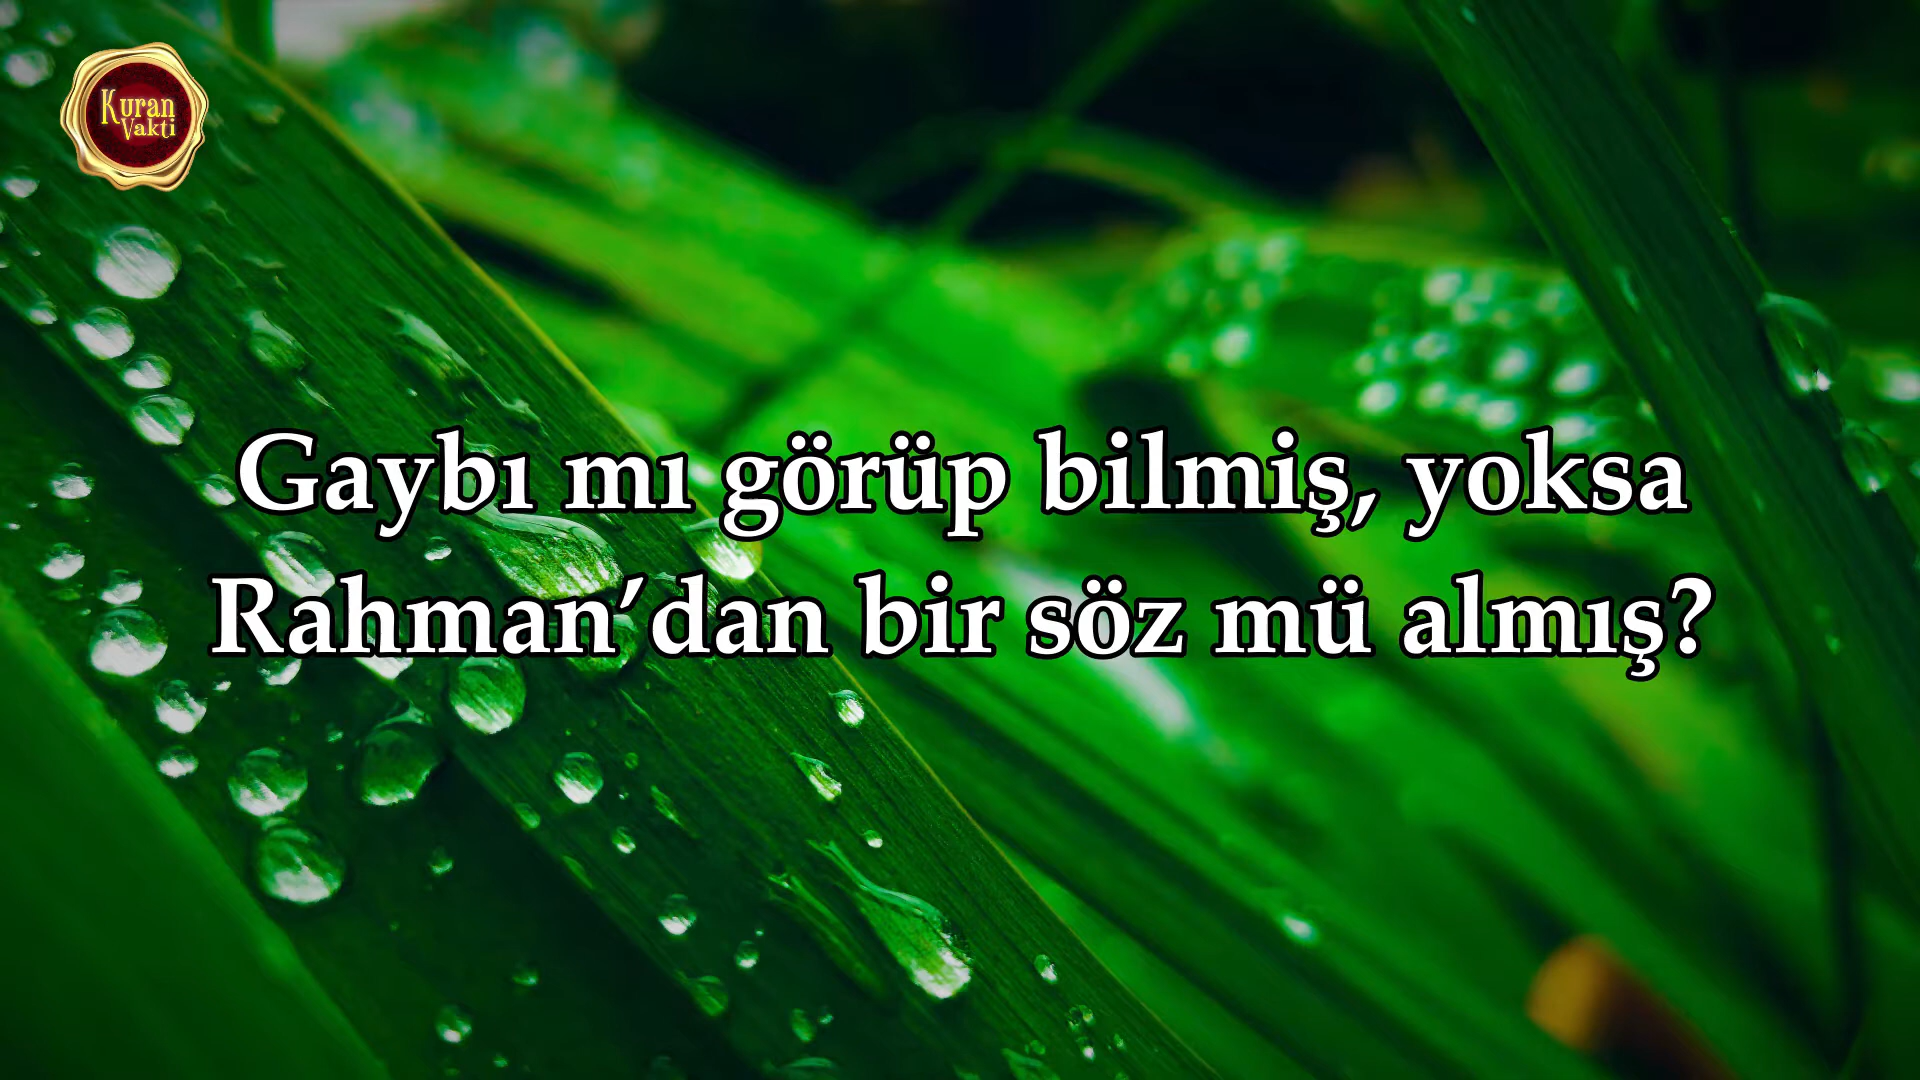 Kuran
Vakti
Gaybı mı görüp bilmiş, yoksa
Rahman’dan bir söz mü almış?